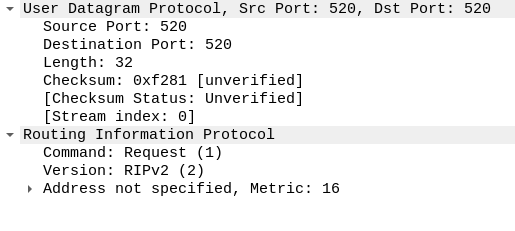 User Datagram Protocol, Src Port: 520, Dst Port: 520
Source Port: 520
Destination Port: 520
Length: 32
Checksum: 0xf281 [unverified]
[Checksum Status: Unverified]
[Stream index: 0]
Routing Information Protocol
Command: Request (1)
Version: RIPv2 (2)
Address not specified, Metric: 16